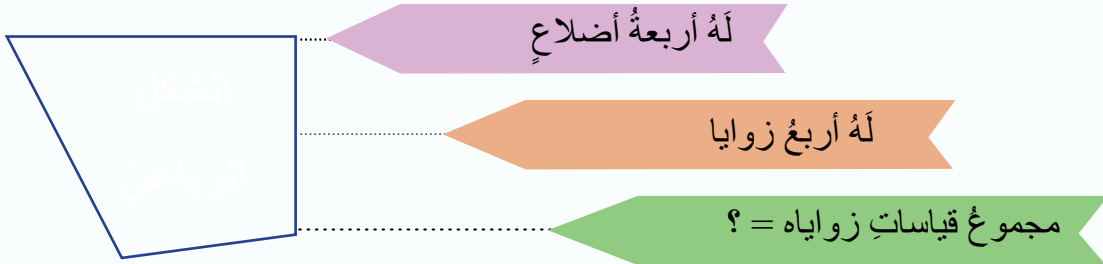 لَهُ أربعةُ أضلاعٍ
الشكلُ
لَهُ أربعُ زوايا
الرباعيُّ
مجموعُ قياساتِ زواياه = ؟